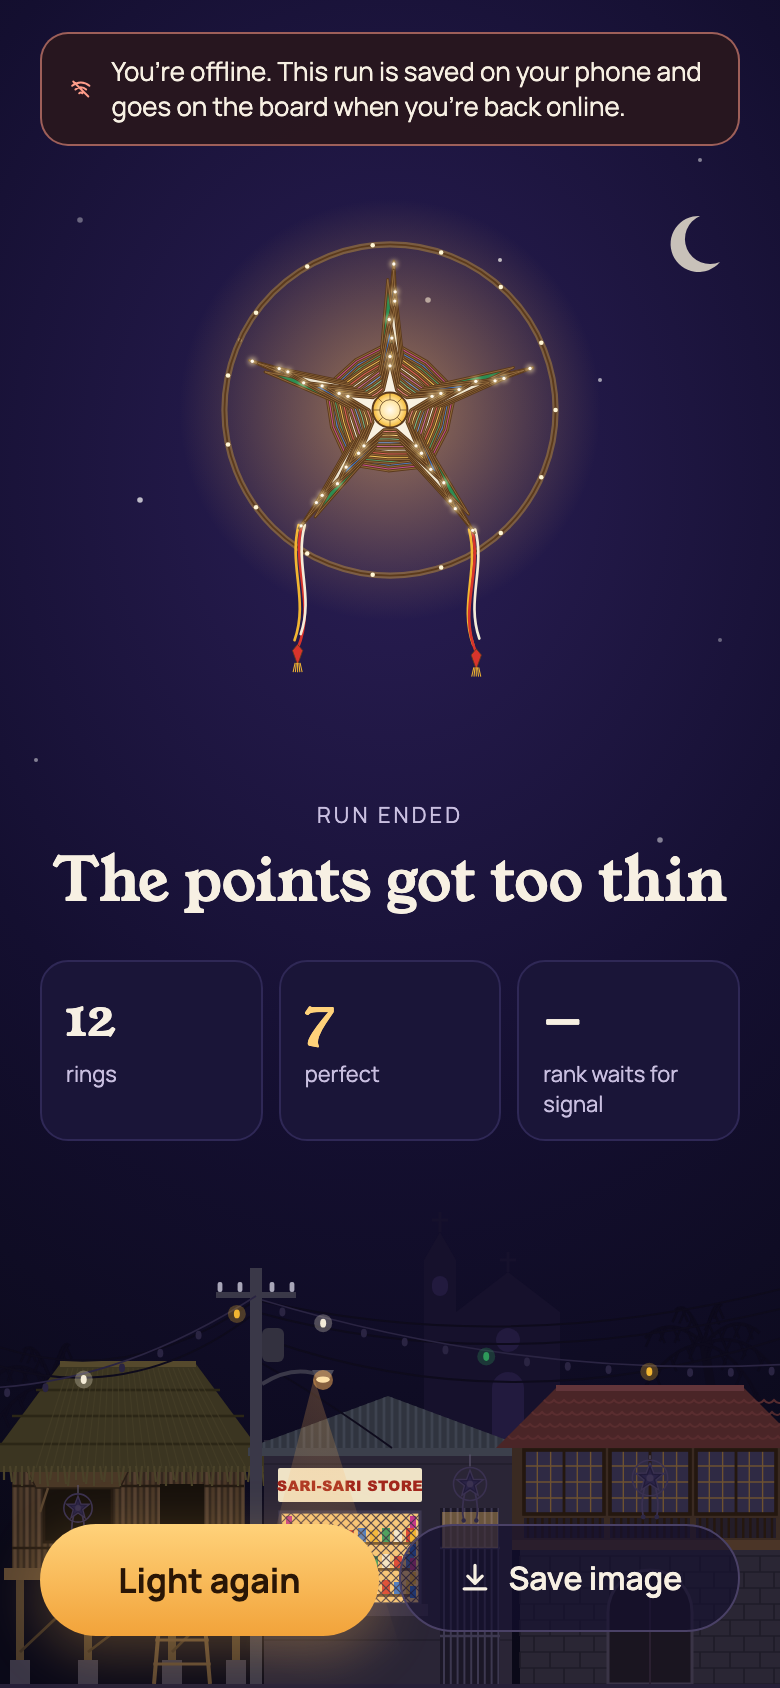 You're offline. This run is saved on your phone and
goes on the board when you're back online.
RUN ENDED
The points got too thin
12
rings
7
perfect
—
rank waits for
signal
SARI-SARI STORE
Light again
Save image